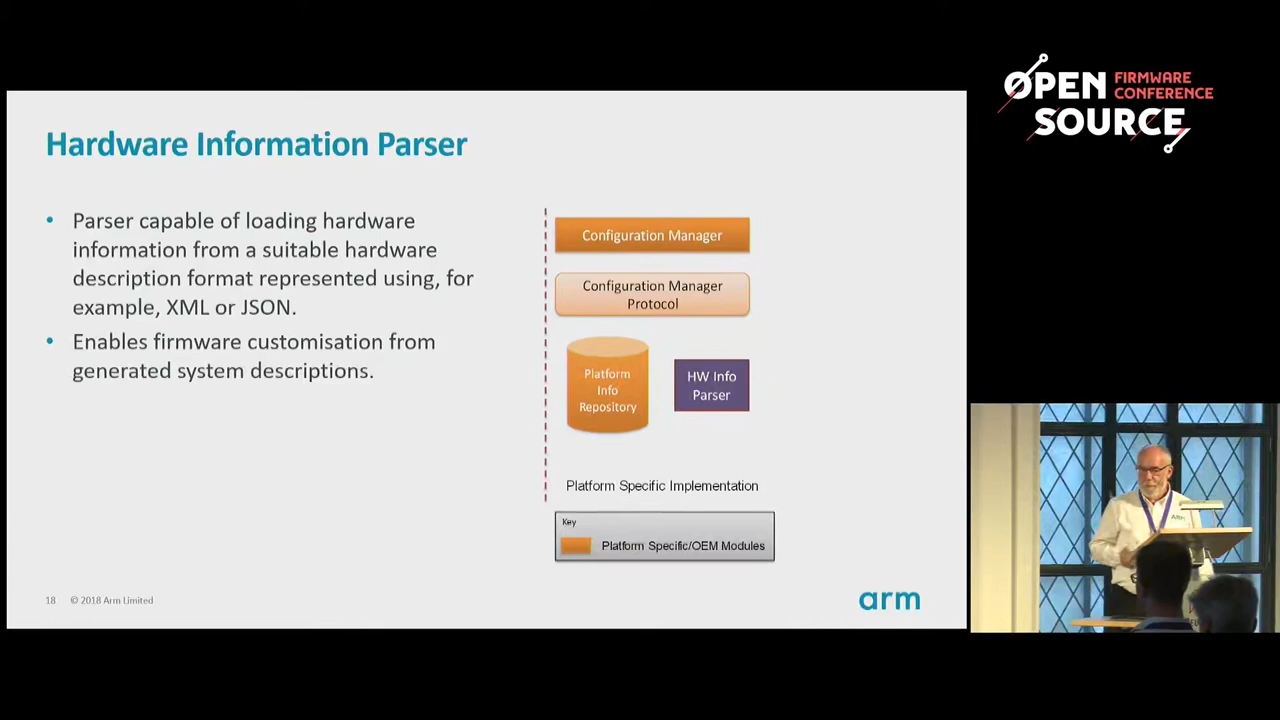 OPEN
FIRMWARE
CONFERENCE
SOURCE
Hardware Information Parser
• Parser capable of loading hardware
information from a suitable hardware
description format represented using, for
example, XML or JSON.
• Enables firmware customisation from
generated system descriptions.
Configuration Manager
Configuration Manager
Protocol
Platform
Info
Repository
HW Info
Parser
Platform Specific Implementation
Key
Platform Specific/OEM Modules
18 © 2018 Arm Limited
arm